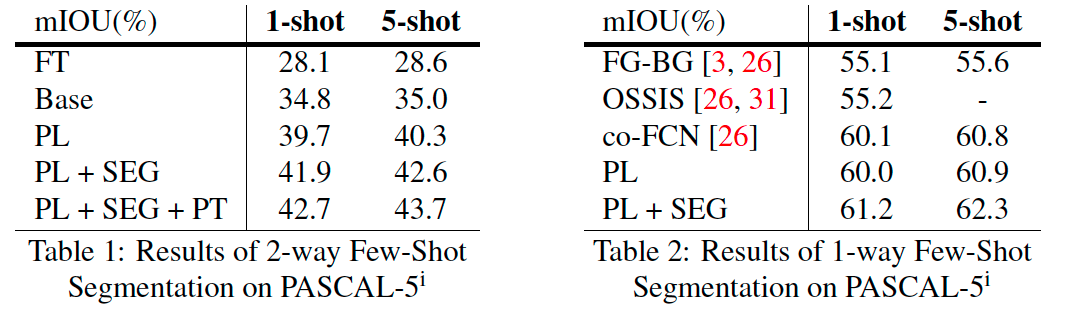 mIOU(%) 1-shot 5-shot
FT 28.1 28.6
Base 34.8 35.0
PL 39.7 40.3
PL + SEG 41.9 42.6
PL + SEG + PT 42.7 43.7
Table 1: Results of 2-way Few-Shot
Segmentation on PASCAL-5ⁱ
mIOU(%) 1-shot 5-shot
FG-BG [3, 26] 55.1 55.6
OSSIS [26, 31] 55.2 -
co-FCN [26] 60.1 60.8
PL 60.0 60.9
PL + SEG 61.2 62.3
Table 2: Results of 1-way Few-Shot
Segmentation on PASCAL-5ⁱ